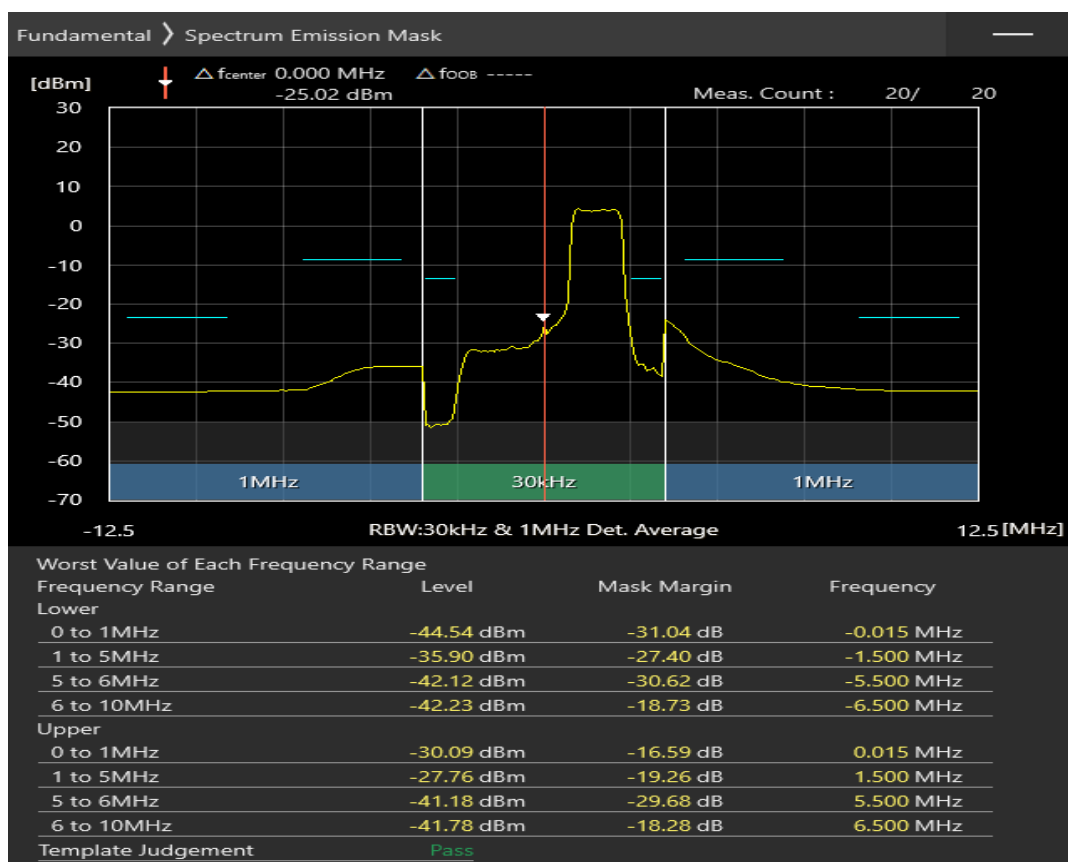 Fundamental 〉 Spectrum Emission Mask
[dBm] △ fcenter 0.000 MHz △ fOOB -----
-25.02 dBm Meas. Count : 20/ 20
30
20
10
0
-10
-20
-30
-40
-50
-60
-70
1MHz 30kHz 1MHz
-12.5 RBW:30kHz & 1MHz Det. Average 12.5 [MHz]
Worst Value of Each Frequency Range
Frequency Range Level Mask Margin Frequency
Lower
0 to 1MHz -44.54 dBm -31.04 dB -0.015 MHz
1 to 5MHz -35.90 dBm -27.40 dB -1.500 MHz
5 to 6MHz -42.12 dBm -30.62 dB -5.500 MHz
6 to 10MHz -42.23 dBm -18.73 dB -6.500 MHz
Upper
0 to 1MHz -30.09 dBm -16.59 dB 0.015 MHz
1 to 5MHz -27.76 dBm -19.26 dB 1.500 MHz
5 to 6MHz -41.18 dBm -29.68 dB 5.500 MHz
6 to 10MHz -41.78 dBm -18.28 dB 6.500 MHz
Template Judgement Pass